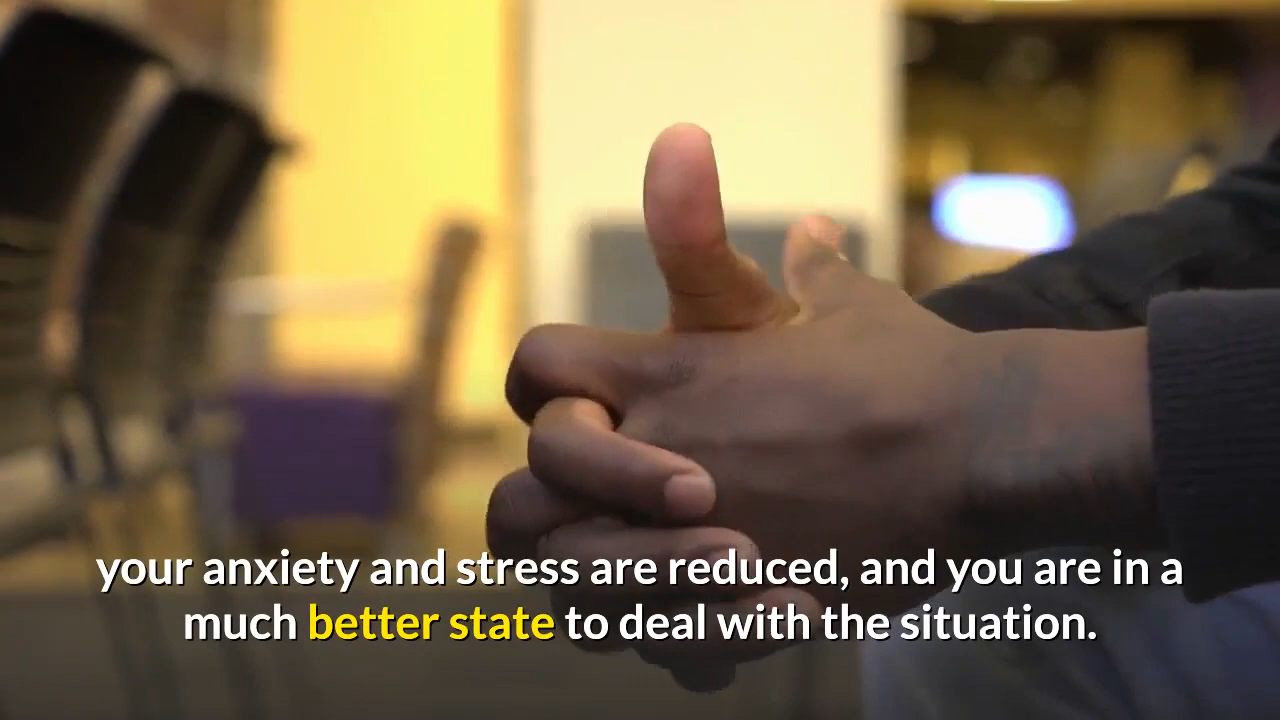 your anxiety and stress are reduced, and you are in a
much better state to deal with the situation.